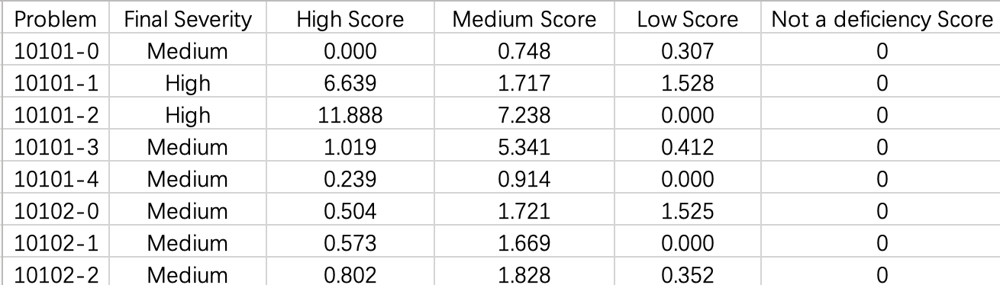 Problem Final Severity High Score Medium Score Low Score Not a deficiency Score
10101-0 Medium 0.000 0.748 0.307 0
10101-1 High 6.639 1.717 1.528 0
10101-2 High 11.888 7.238 0.000 0
10101-3 Medium 1.019 5.341 0.412 0
10101-4 Medium 0.239 0.914 0.000 0
10102-0 Medium 0.504 1.721 1.525 0
10102-1 Medium 0.573 1.669 0.000 0
10102-2 Medium 0.802 1.828 0.352 0